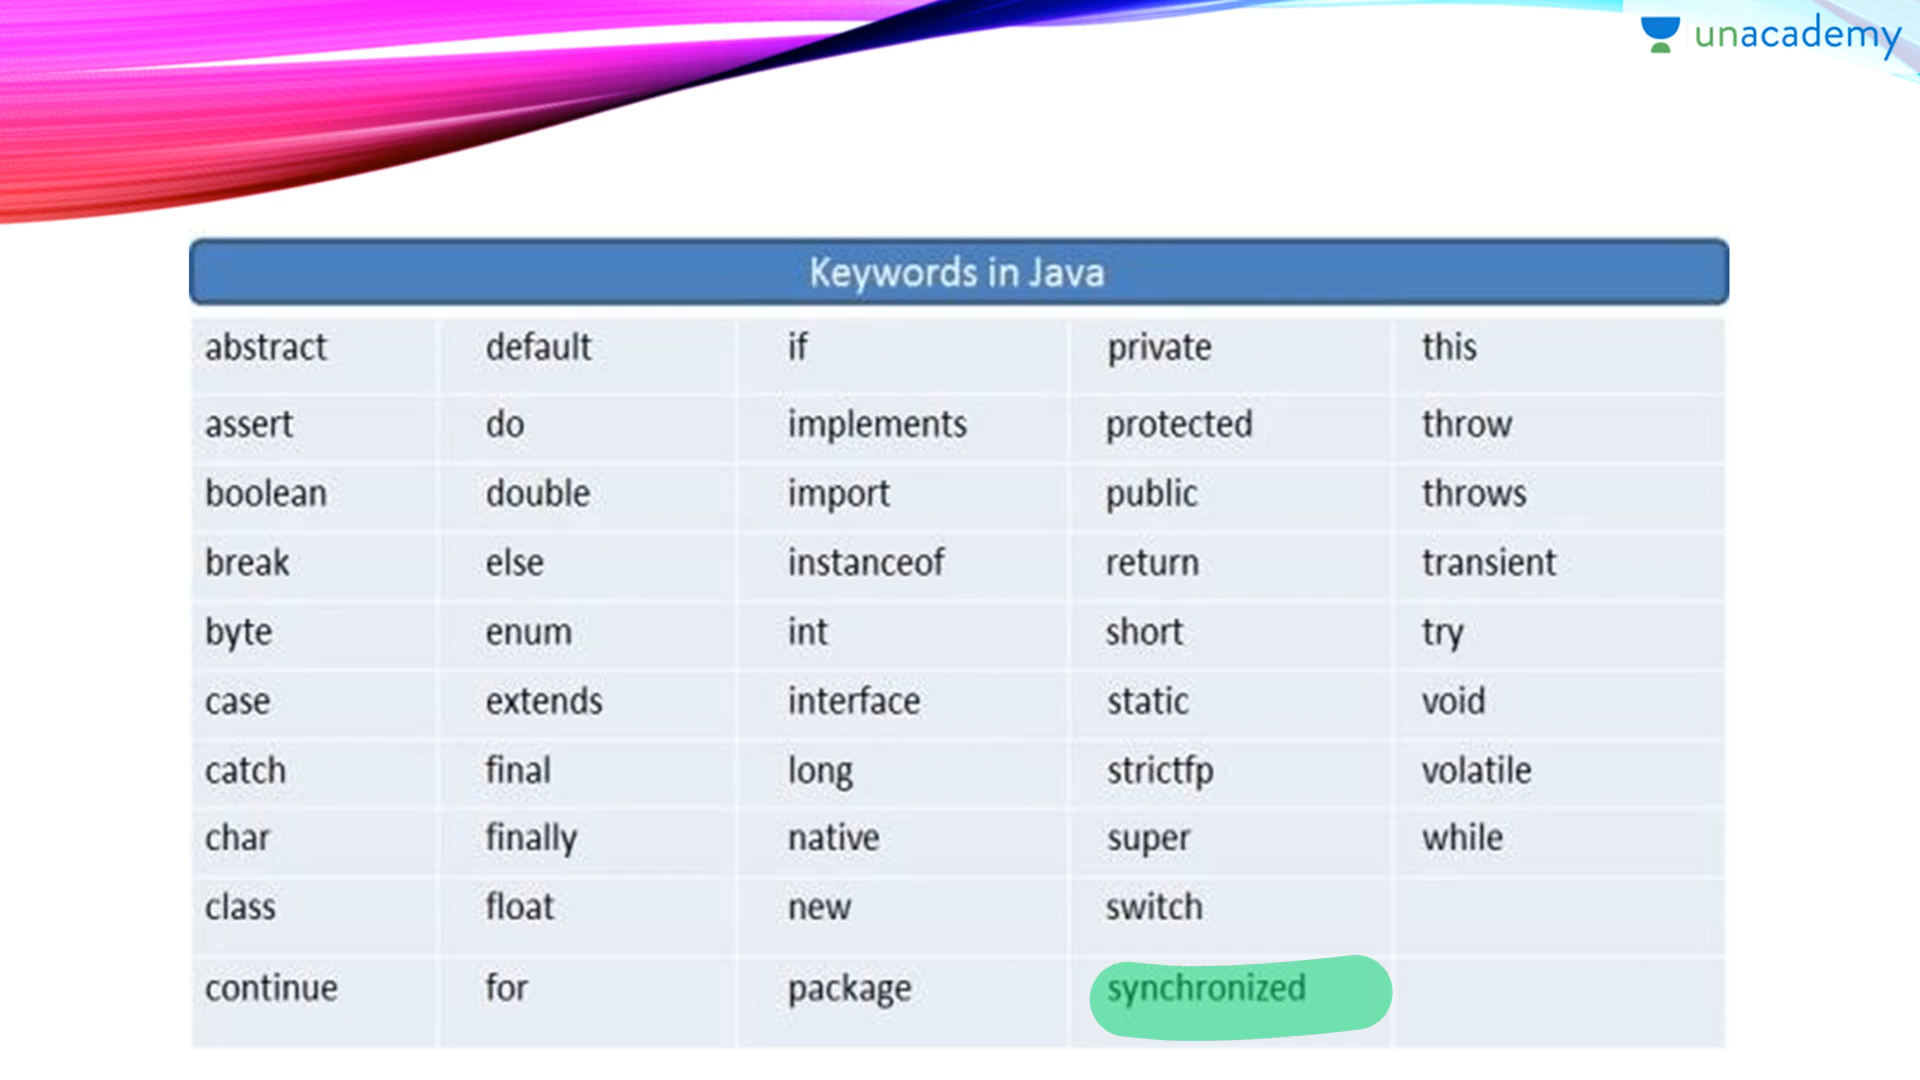 unacademy
Keywords in Java
abstract default if private this
assert do implements protected throw
boolean double import public throws
break else instanceof return transient
byte enum int short try
case extends interface static void
catch final long strictfp volatile
char finally native super while
class float new switch
continue for package synchronized